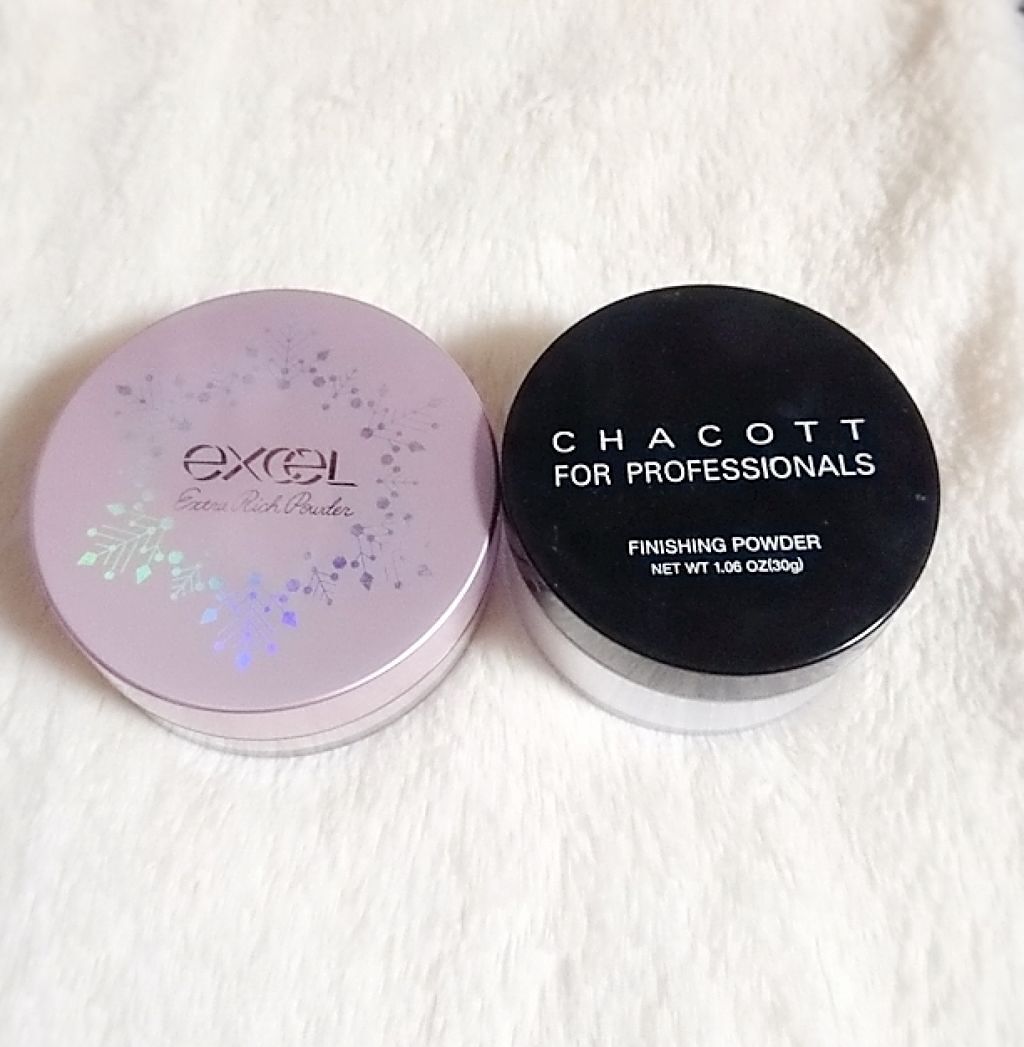 excel
Extra Rich Powder
CHACOTT
FOR PROFESSIONALS
FINISHING POWDER
NET WT 1.06 OZ(30g)